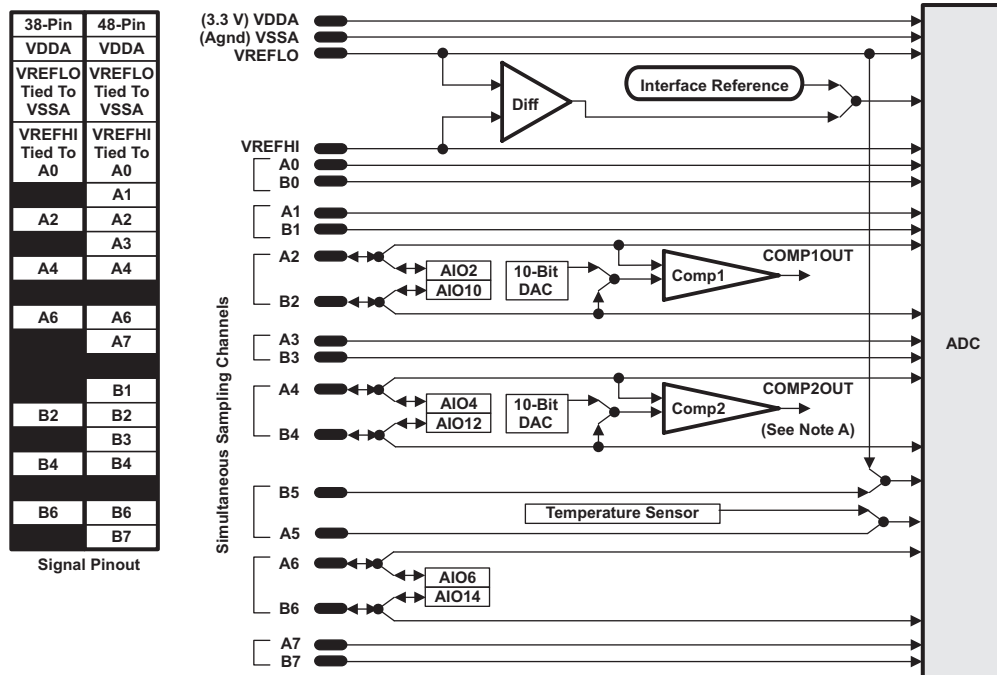 38-Pin 48-Pin
VDDA VDDA
VREFLO VREFLO
Tied To Tied To
VSSA VSSA
VREFHI VREFHI
Tied To Tied To
A0 A0
A1
A2 A2
A3
A4 A4
A6 A6
A7
B1
B2 B2
B3
B4 B4
B6 B6
B7
Signal Pinout
Simultaneous Sampling Channels
(3.3 V) VDDA
(Agnd) VSSA
VREFLO
Interface Reference
Diff
VREFHI
A0
B0
A1
B1
A2
AIO2
AIO10
B2
10-Bit
DAC
Comp1
COMP1OUT
A3
B3
ADC
A4
AIO4
AIO12
B4
10-Bit
DAC
Comp2
COMP2OUT
(See Note A)
B5
Temperature Sensor
A5
A6
AIO6
AIO14
B6
A7
B7